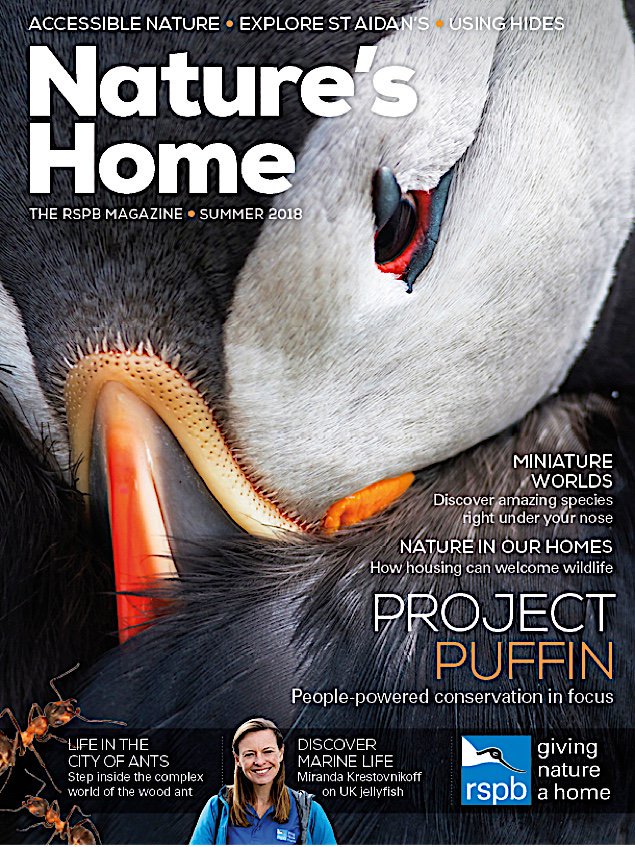 ACCESSIBLE NATURE • EXPLORE ST AIDAN'S • USING HIDES
Nature's
Home
THE RSPB MAGAZINE • SUMMER 2018
MINIATURE
WORLDS
Discover amazing species
right under your nose
NATURE IN OUR HOMES
How housing can welcome wildlife
PROJECT
PUFFIN
People-powered conservation in focus
LIFE IN THE
CITY OF ANTS
Step inside the complex
world of the wood ant
DISCOVER
MARINE LIFE
Miranda Krestovnikoff
on UK jellyfish
rspb
giving
nature
a home